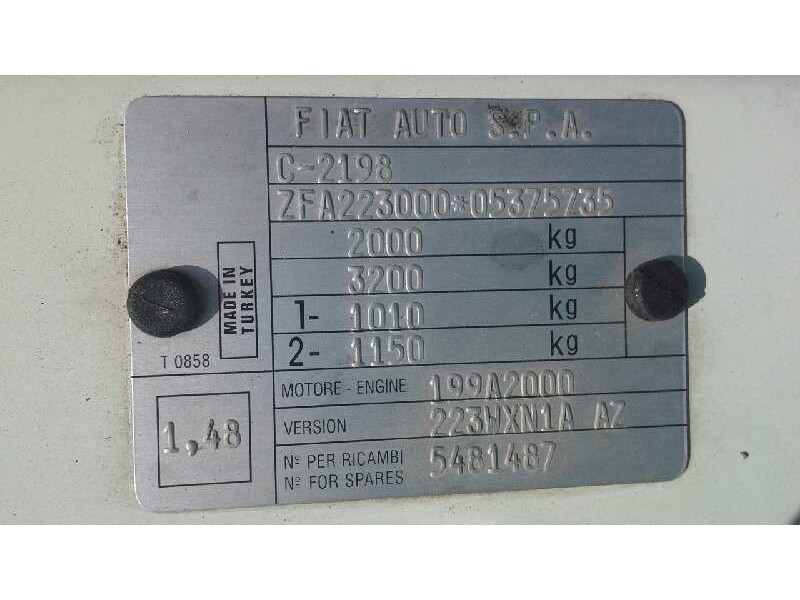 FIAT AUTO S.P.A.
C-2198
ZFA223000*05375735
2000 kg
3200 kg
1- 1010 kg
2- 1150 kg
MADE IN
TURKEY
T 0858
1,48
MOTORE - ENGINE 199A2000
VERSION 223WXN1A AZ
Nº PER RICAMBI
Nº FOR SPARES
5481487